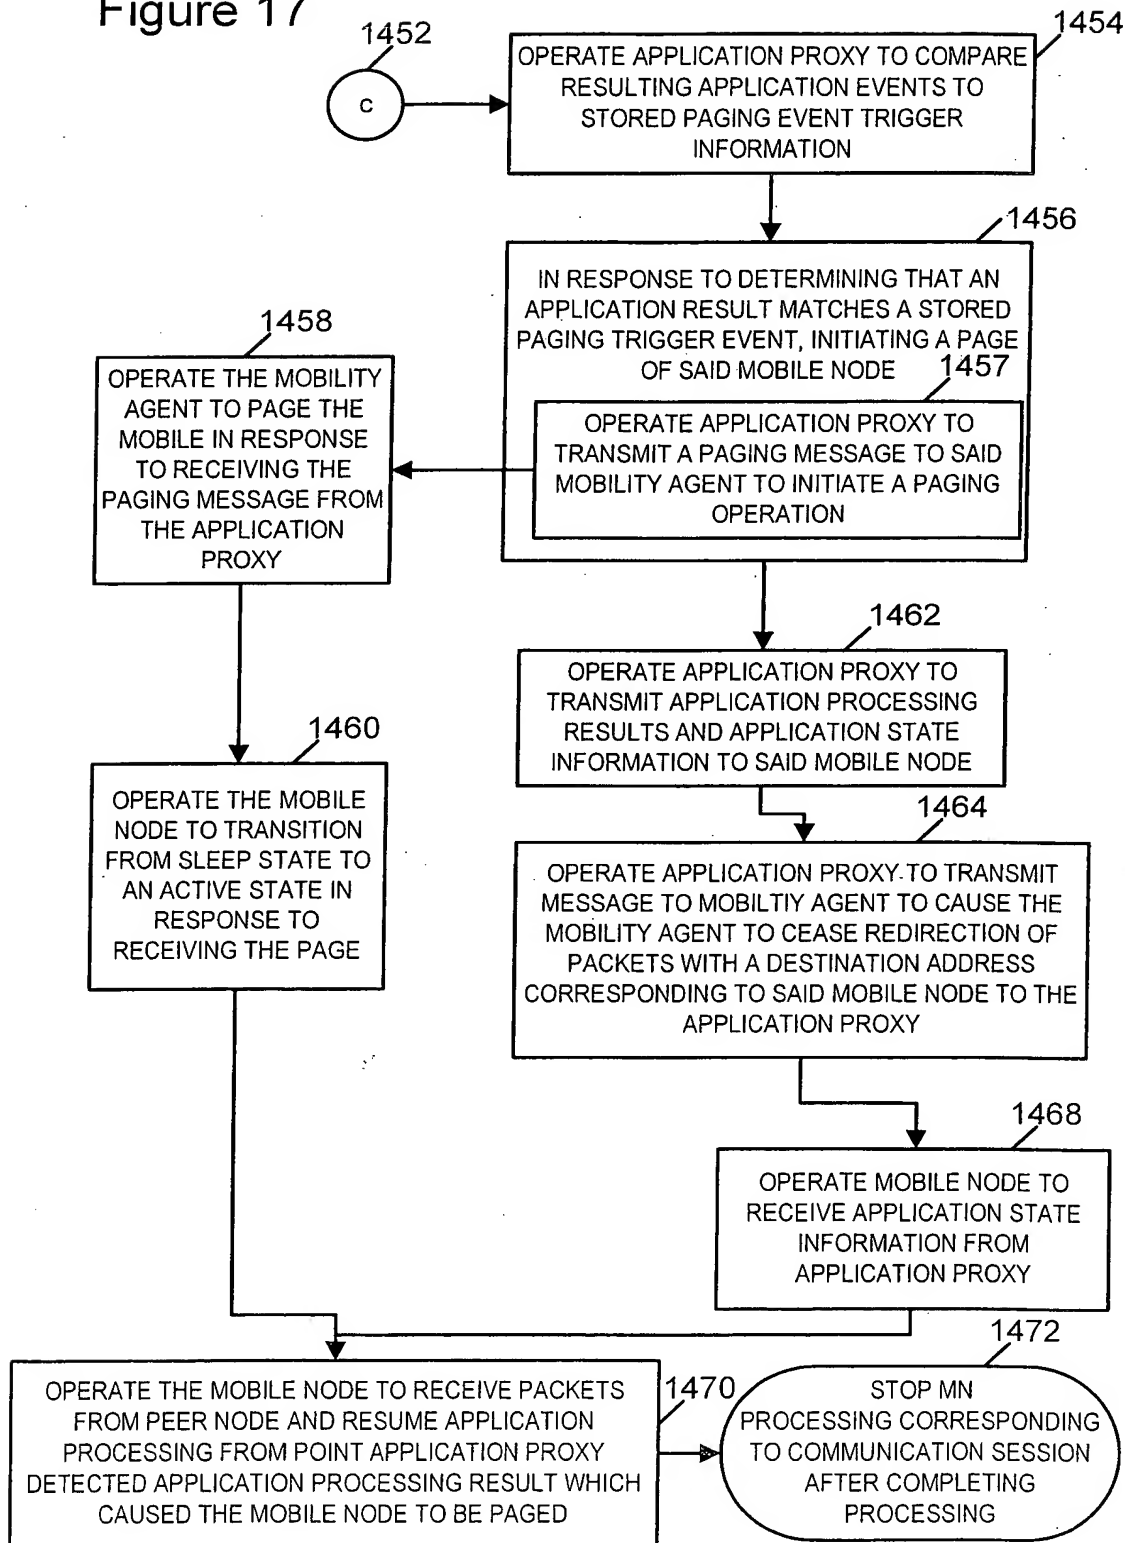 Figure 17
1452
C
1454
OPERATE APPLICATION PROXY TO COMPARE
RESULTING APPLICATION EVENTS TO
STORED PAGING EVENT TRIGGER
INFORMATION
1456
IN RESPONSE TO DETERMINING THAT AN
APPLICATION RESULT MATCHES A STORED
PAGING TRIGGER EVENT, INITIATING A PAGE
OF SAID MOBILE NODE
1457
OPERATE APPLICATION PROXY TO
TRANSMIT A PAGING MESSAGE TO SAID
MOBILITY AGENT TO INITIATE A PAGING
OPERATION
1458
OPERATE THE MOBILITY
AGENT TO PAGE THE
MOBILE IN RESPONSE
TO RECEIVING THE
PAGING MESSAGE FROM
THE APPLICATION
PROXY
1462
OPERATE APPLICATION PROXY TO
TRANSMIT APPLICATION PROCESSING
RESULTS AND APPLICATION STATE
INFORMATION TO SAID MOBILE NODE
1460
OPERATE THE MOBILE
NODE TO TRANSITION
FROM SLEEP STATE TO
AN ACTIVE STATE IN
RESPONSE TO
RECEIVING THE PAGE
1464
OPERATE APPLICATION PROXY TO TRANSMIT
MESSAGE TO MOBILTIY AGENT TO CAUSE THE
MOBILITY AGENT TO CEASE REDIRECTION OF
PACKETS WITH A DESTINATION ADDRESS
CORRESPONDING TO SAID MOBILE NODE TO THE
APPLICATION PROXY
1468
OPERATE MOBILE NODE TO
RECEIVE APPLICATION STATE
INFORMATION FROM
APPLICATION PROXY
1470
OPERATE THE MOBILE NODE TO RECEIVE PACKETS
FROM PEER NODE AND RESUME APPLICATION
PROCESSING FROM POINT APPLICATION PROXY
DETECTED APPLICATION PROCESSING RESULT WHICH
CAUSED THE MOBILE NODE TO BE PAGED
1472
STOP MN
PROCESSING CORRESPONDING
TO COMMUNICATION SESSION
AFTER COMPLETING
PROCESSING